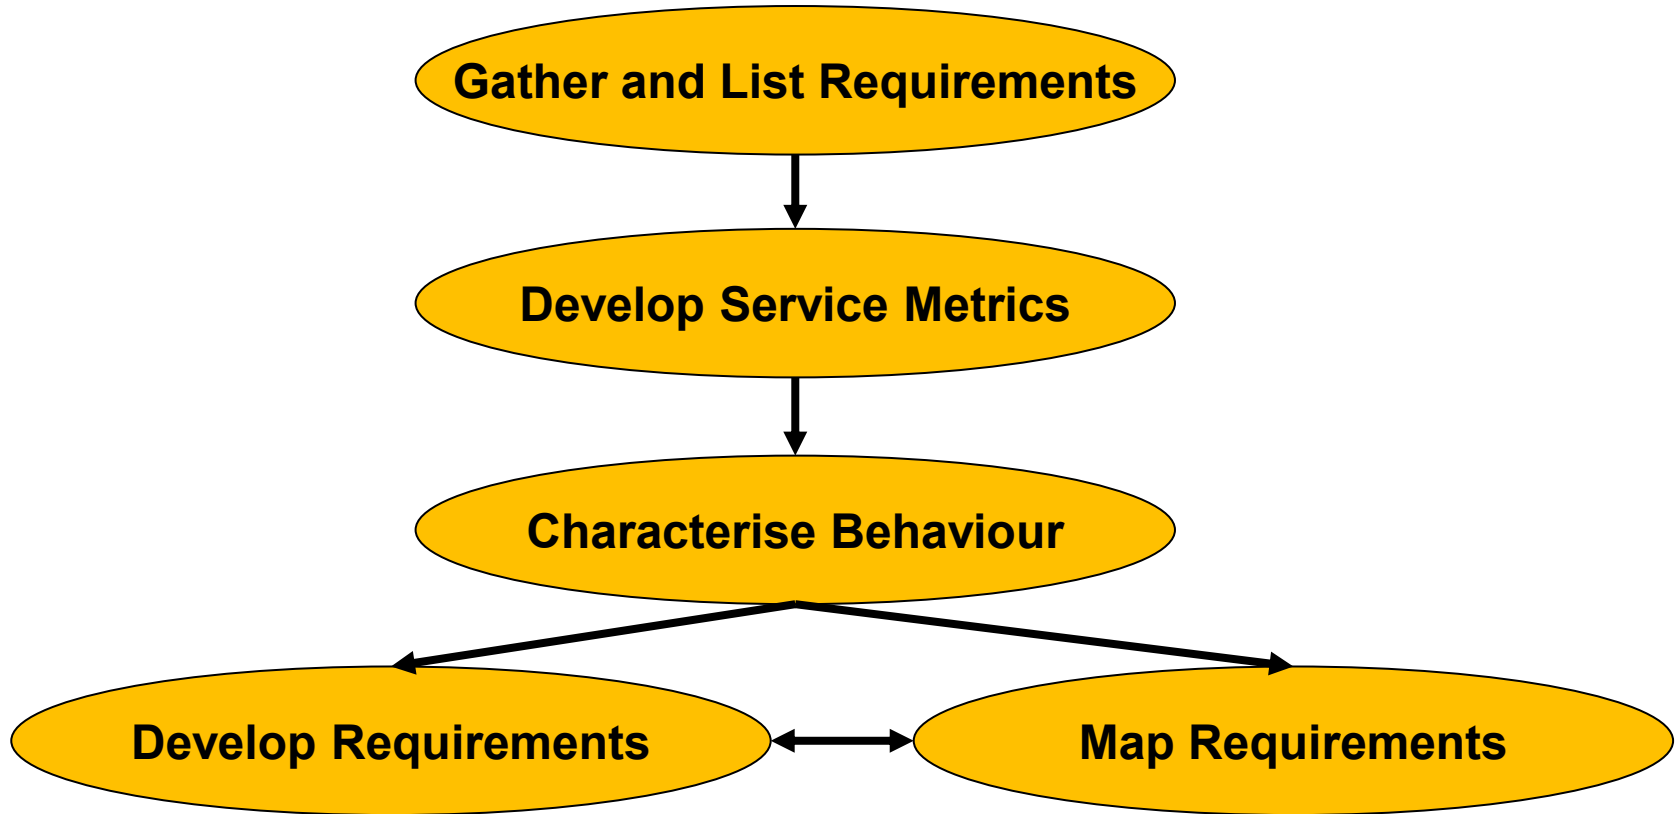 Gather and List Requirements
Develop Service Metrics
Characterise Behaviour
Develop Requirements
Map Requirements